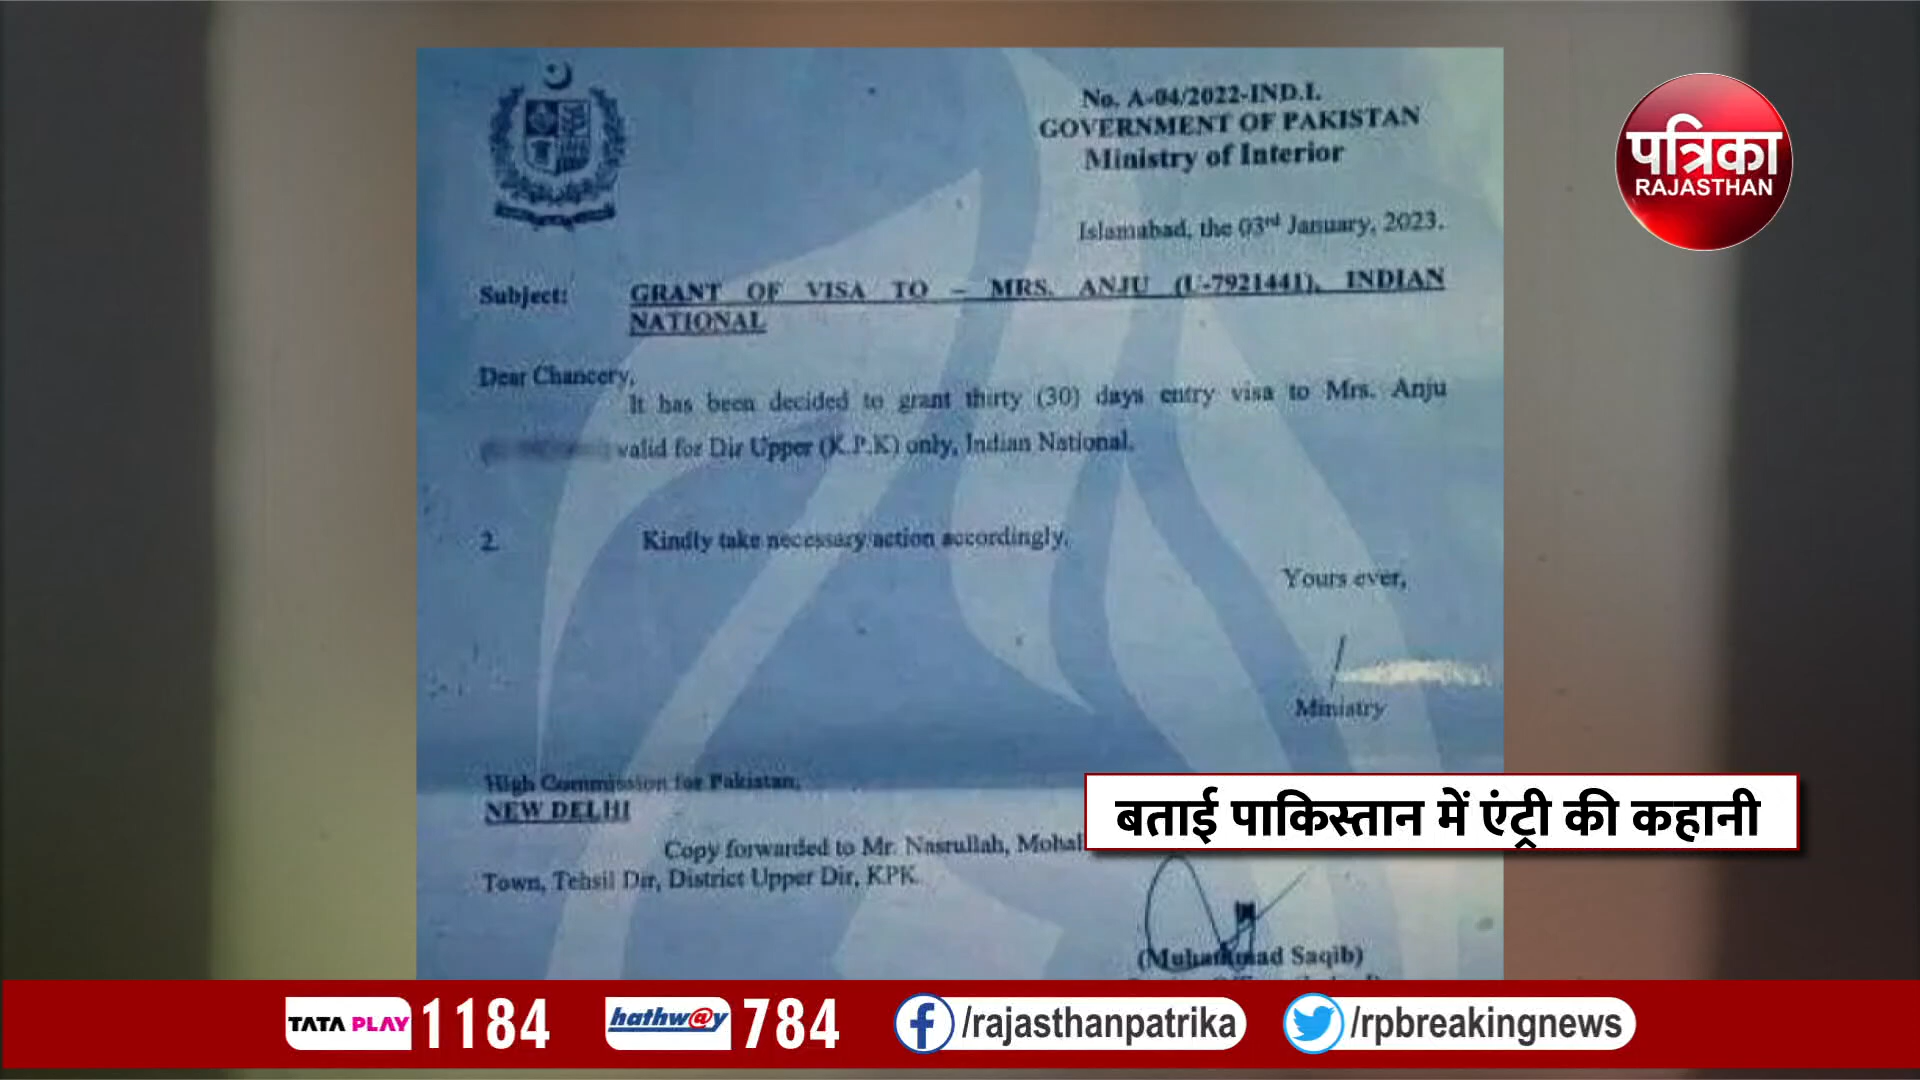 No. A-04/2022-IND.I.
GOVERNMENT OF PAKISTAN
Ministry of Interior
पत्रिका
RAJASTHAN
Islamabad, the 03rd January, 2023.
Subject: GRANT OF VISA TO – MRS. ANJU (U-7921441), INDIAN
NATIONAL
Dear Chancery,
It has been decided to grant thirty (30) days entry visa to Mrs. Anju
valid for Dir Upper (K.P.K) only, Indian National.
2. Kindly take necessary action accordingly.
Yours ever,
Ministry
High Commission for Pakistan,
NEW DELHI
बताई पाकिस्तान में एंट्री की कहानी
Copy forwarded to Mr. Nasrullah,
Town, Tehsil Dir, District Upper Dir, KPK.
(Muhammad Saqib)
TATA PLAY 1184 hathw@y 784 /rajasthanpatrika /rpbreakingnews